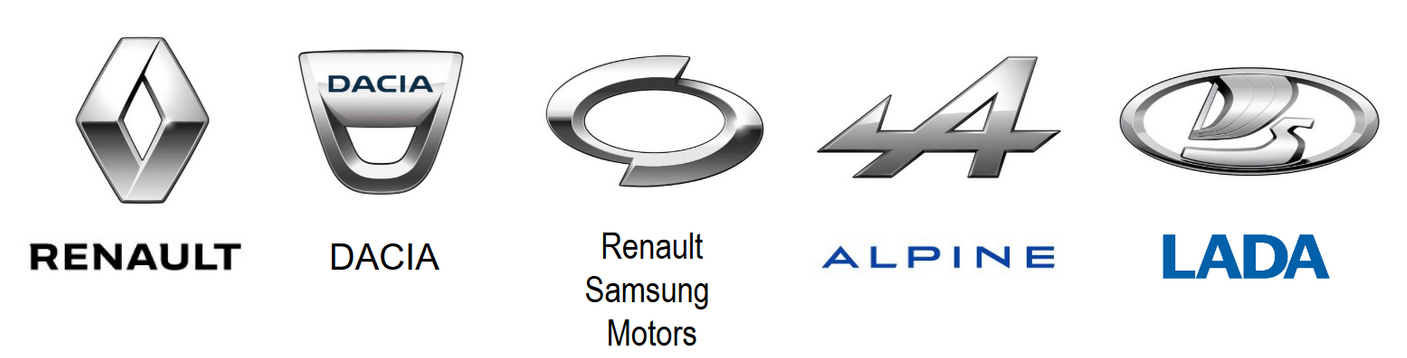 DACIA
RENAULT
DACIA
Renault
Samsung
Motors
ALPINE
LADA